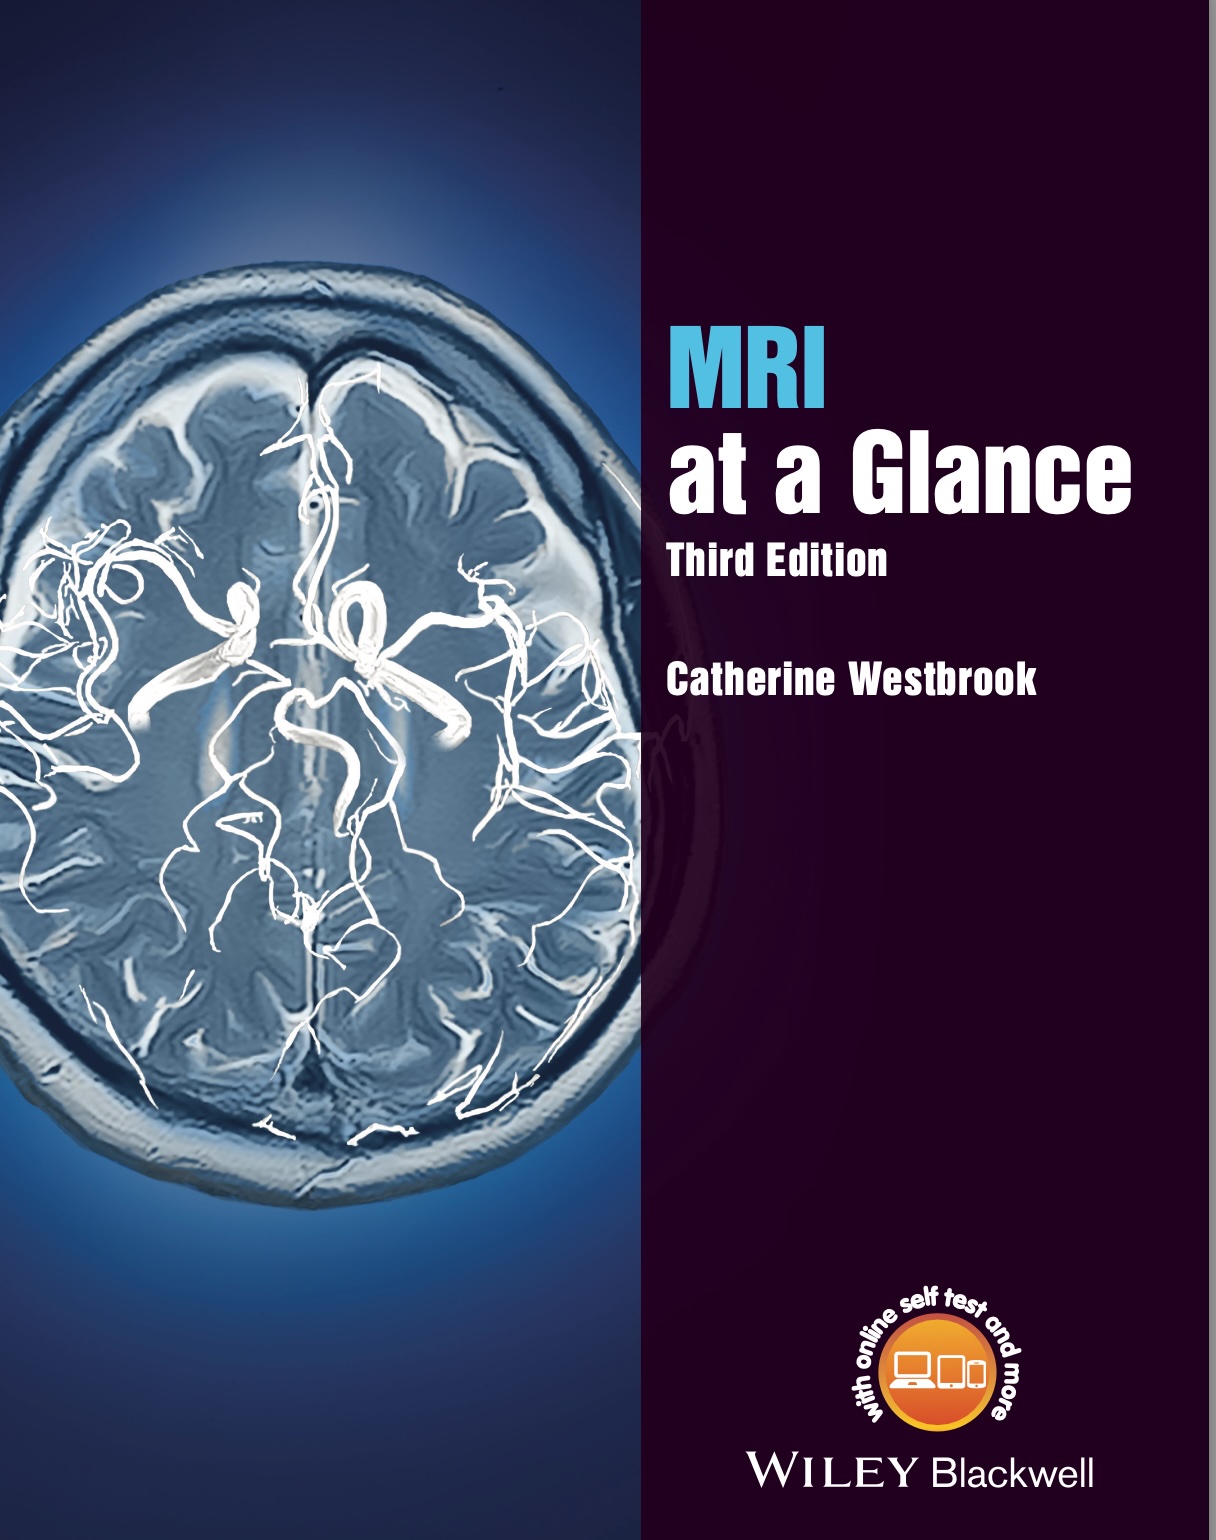 MRI
at a Glance
Third Edition
Catherine Westbrook
with online self test and more
WILEY Blackwell